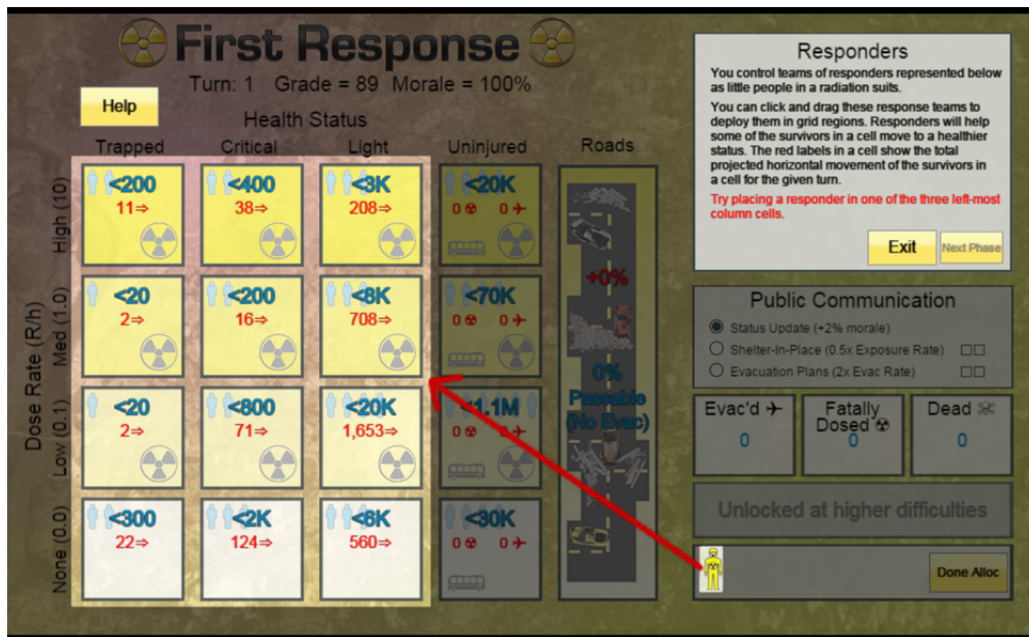 First Response
Turn: 1 Grade = 89 Morale = 100%
Help
Health Status
Trapped Critical Light Uninjured Roads
Dose Rate (R/h)
High (10)
<200 <400 <3K <20K
11⇒ 38⇒ 208⇒ 0 0
+0%
Med (1.0)
<20 <200 <8K <70K
2⇒ 16⇒ 708⇒ 0 0
0%
Passable
(No Evac)
Low (0.1)
<20 <800 <20K <1.1M
2⇒ 71⇒ 1,653⇒ 0 0
None (0.0)
<300 <2K <6K <30K
22⇒ 124⇒ 560⇒ 0 0
Responders
You control teams of responders represented below
as little people in a radiation suits.
You can click and drag these response teams to
deploy them in grid regions. Responders will help
some of the survivors in a cell move to a healthier
status. The red labels in a cell show the total
projected horizontal movement of the survivors in
a cell for the given turn.
Try placing a responder in one of the three left-most
column cells.
Exit Next Phase
Public Communication
Status Update (+2% morale)
Shelter-In-Place (0.5x Exposure Rate)
Evacuation Plans (2x Evac Rate)
Evac'd Fatally Dosed Dead
0 0 0
Unlocked at higher difficulties
Done Alloc